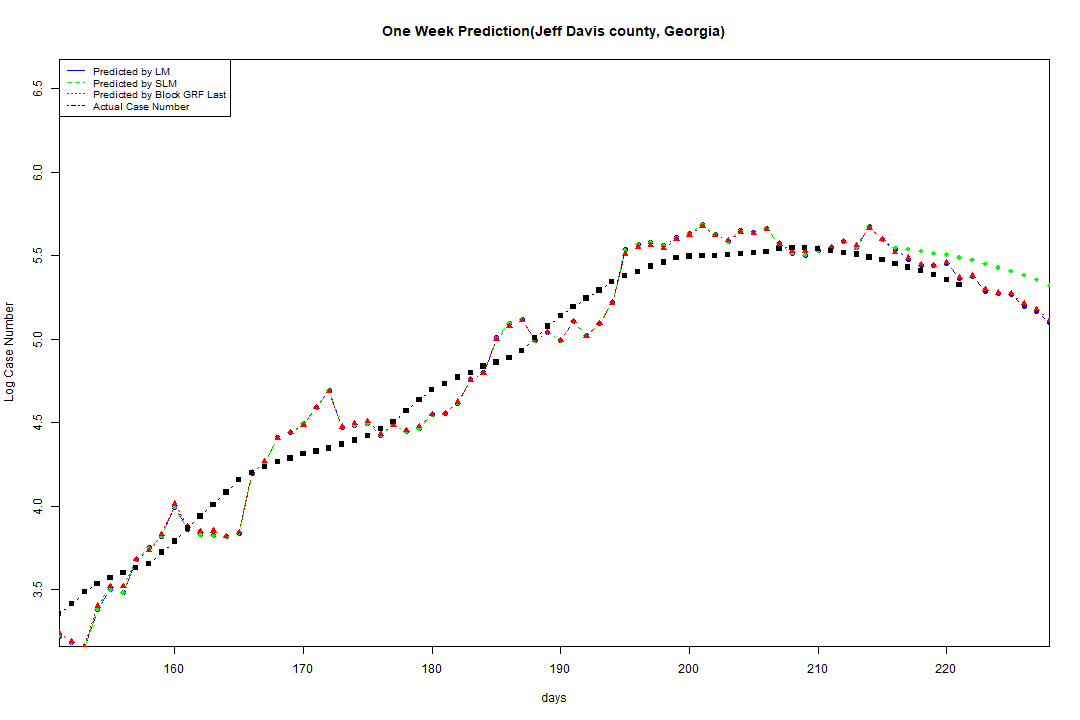 One Week Prediction(Jeff Davis county, Georgia)
Predicted by LM
Predicted by SLM
Predicted by Block GRF Last
Actual Case Number
6.5
6.0
5.5
5.0
4.5
4.0
3.5
Log Case Number
160 170 180 190 200 210 220
days